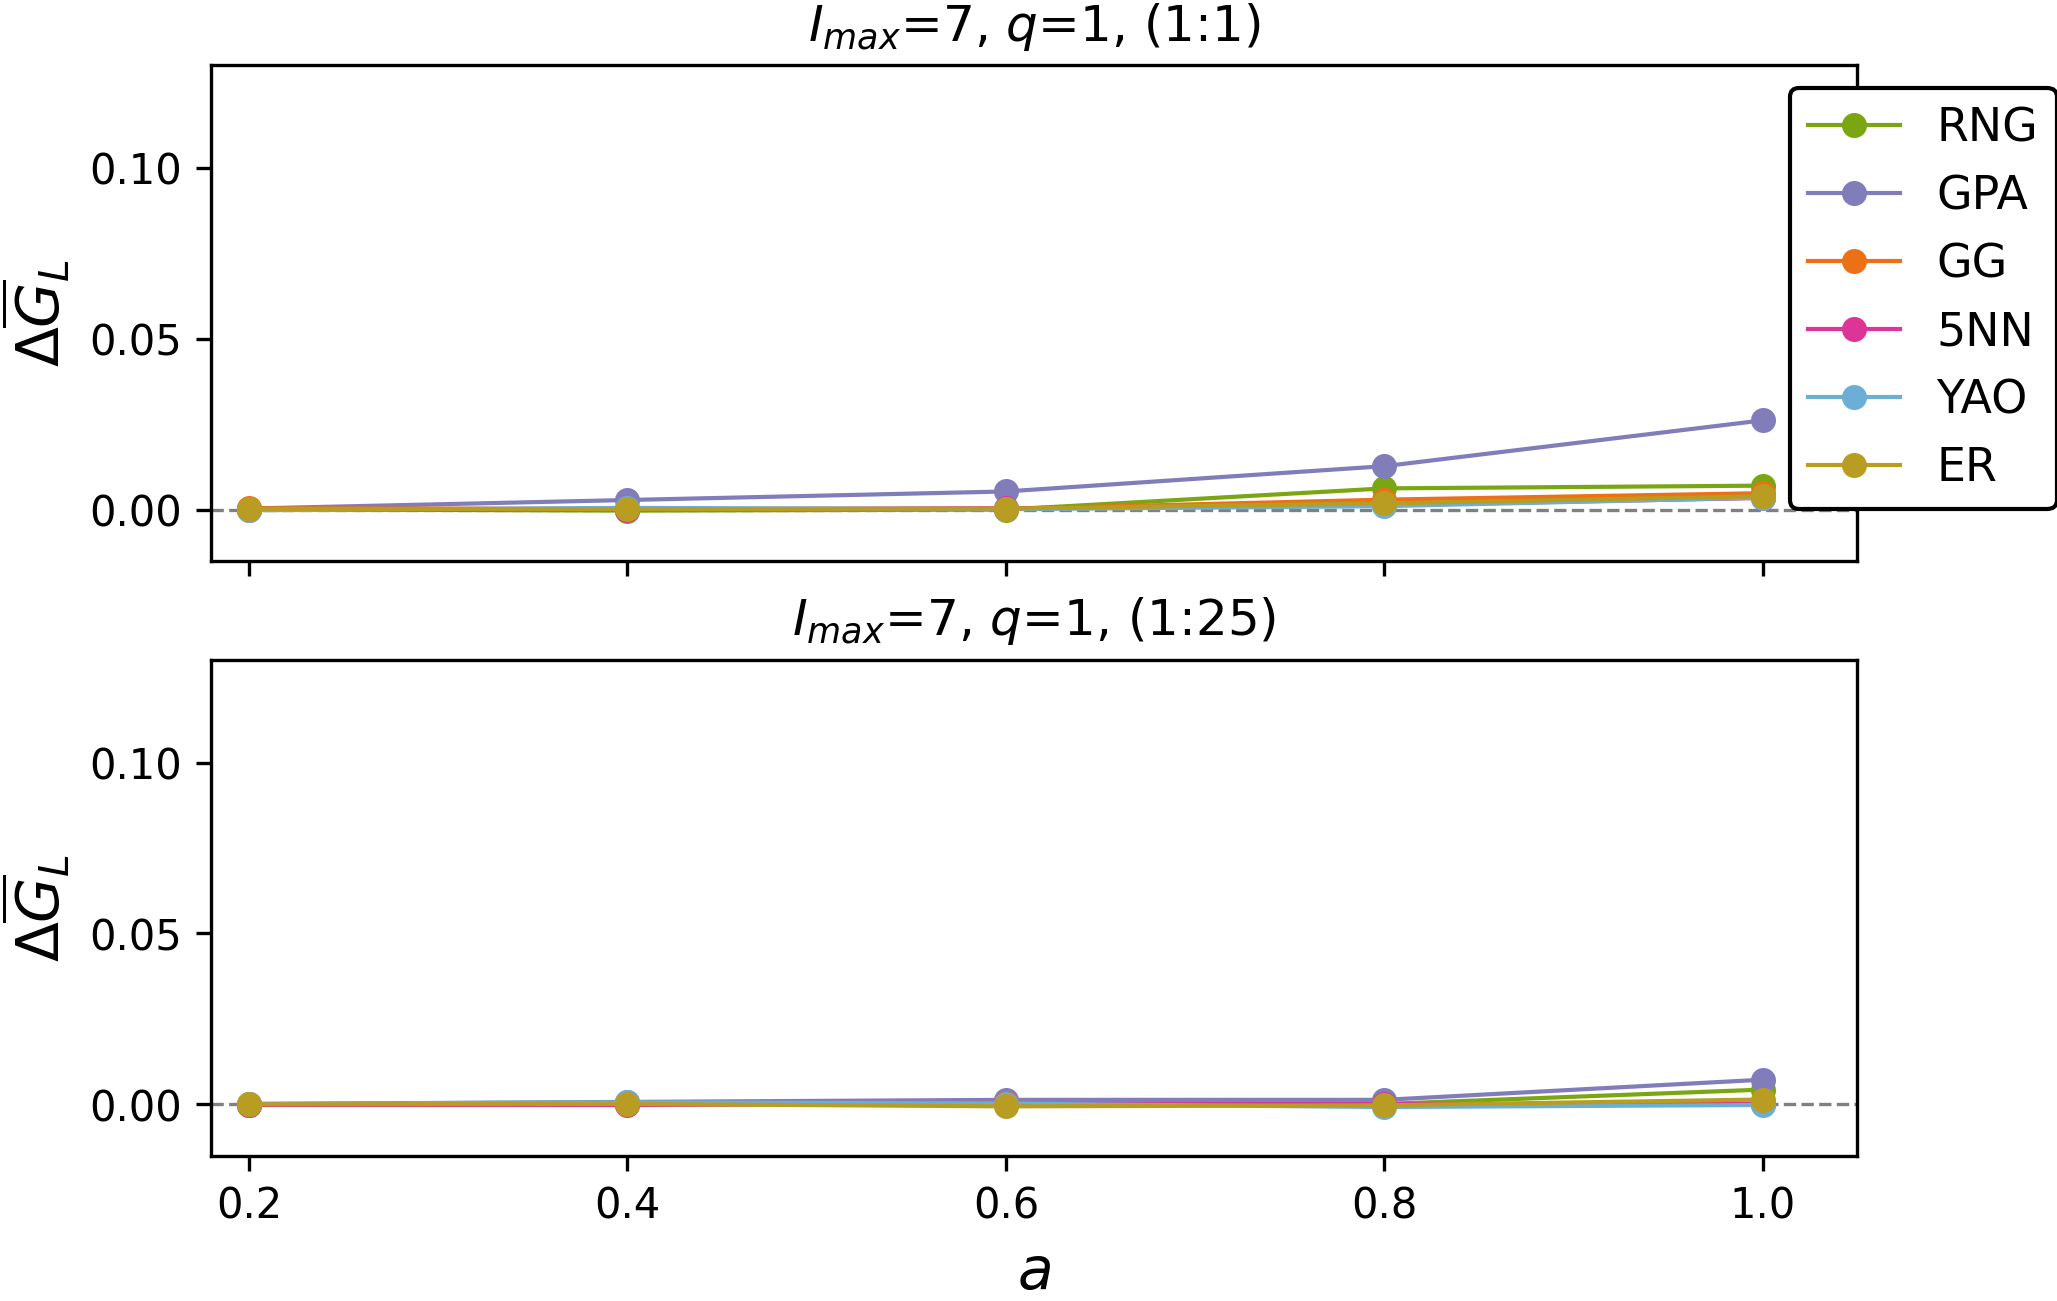 I_max=7, q=1, (1:1)
0.10
0.05
0.00
ΔG̅_L
RNG
GPA
GG
5NN
YAO
ER
I_max=7, q=1, (1:25)
0.10
0.05
0.00
ΔG̅_L
0.2 0.4 0.6 0.8 1.0
a